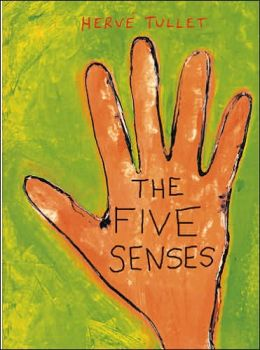 HERVÉ TULLET
THE
FIVE
SENSES